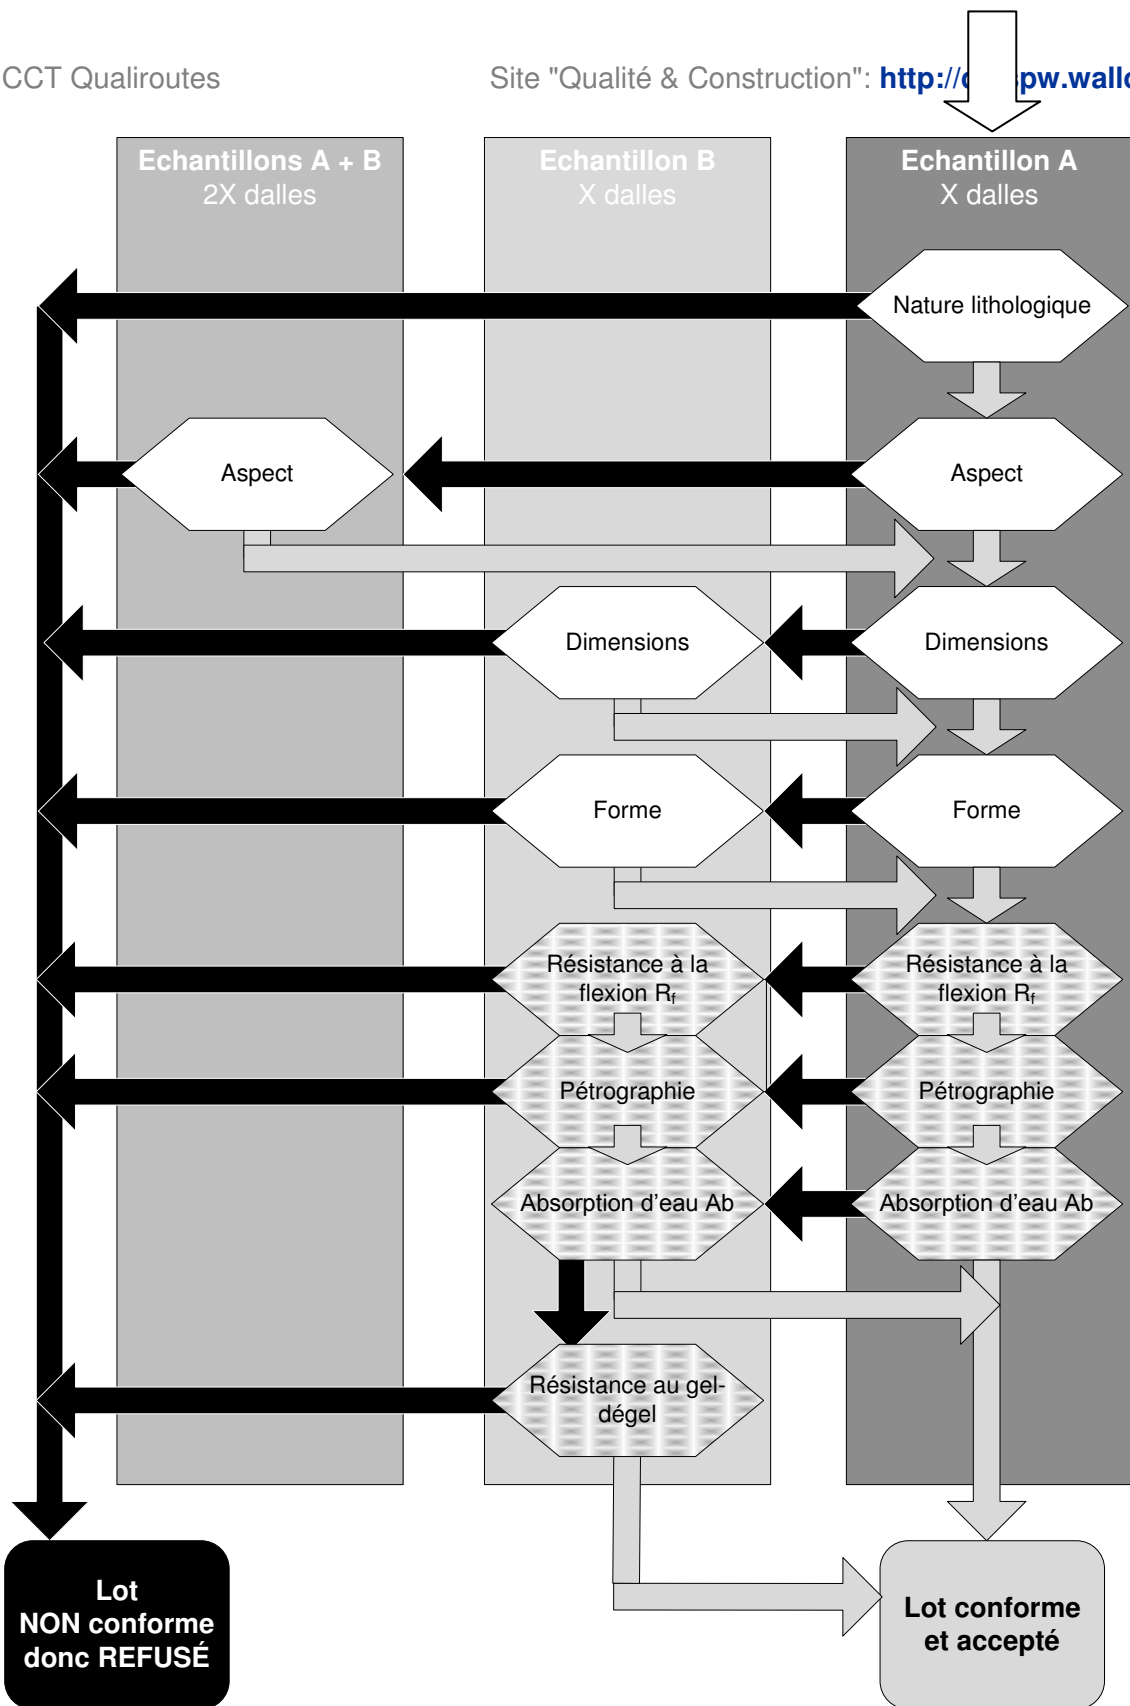 CCT Qualiroutes
Site "Qualité & Construction": http://
Echantillons A + B
2X dalles
Echantillon B
X dalles
Echantillon A
X dalles
Nature lithologique
Aspect
Aspect
Dimensions
Dimensions
Forme
Forme
Résistance à la
flexion Rf
Résistance à la
flexion Rf
Pétrographie
Pétrographie
Absorption d'eau Ab
Absorption d'eau Ab
Résistance au gel-
dégel
Lot
NON conforme
donc REFUSÉ
Lot conforme
et accepté